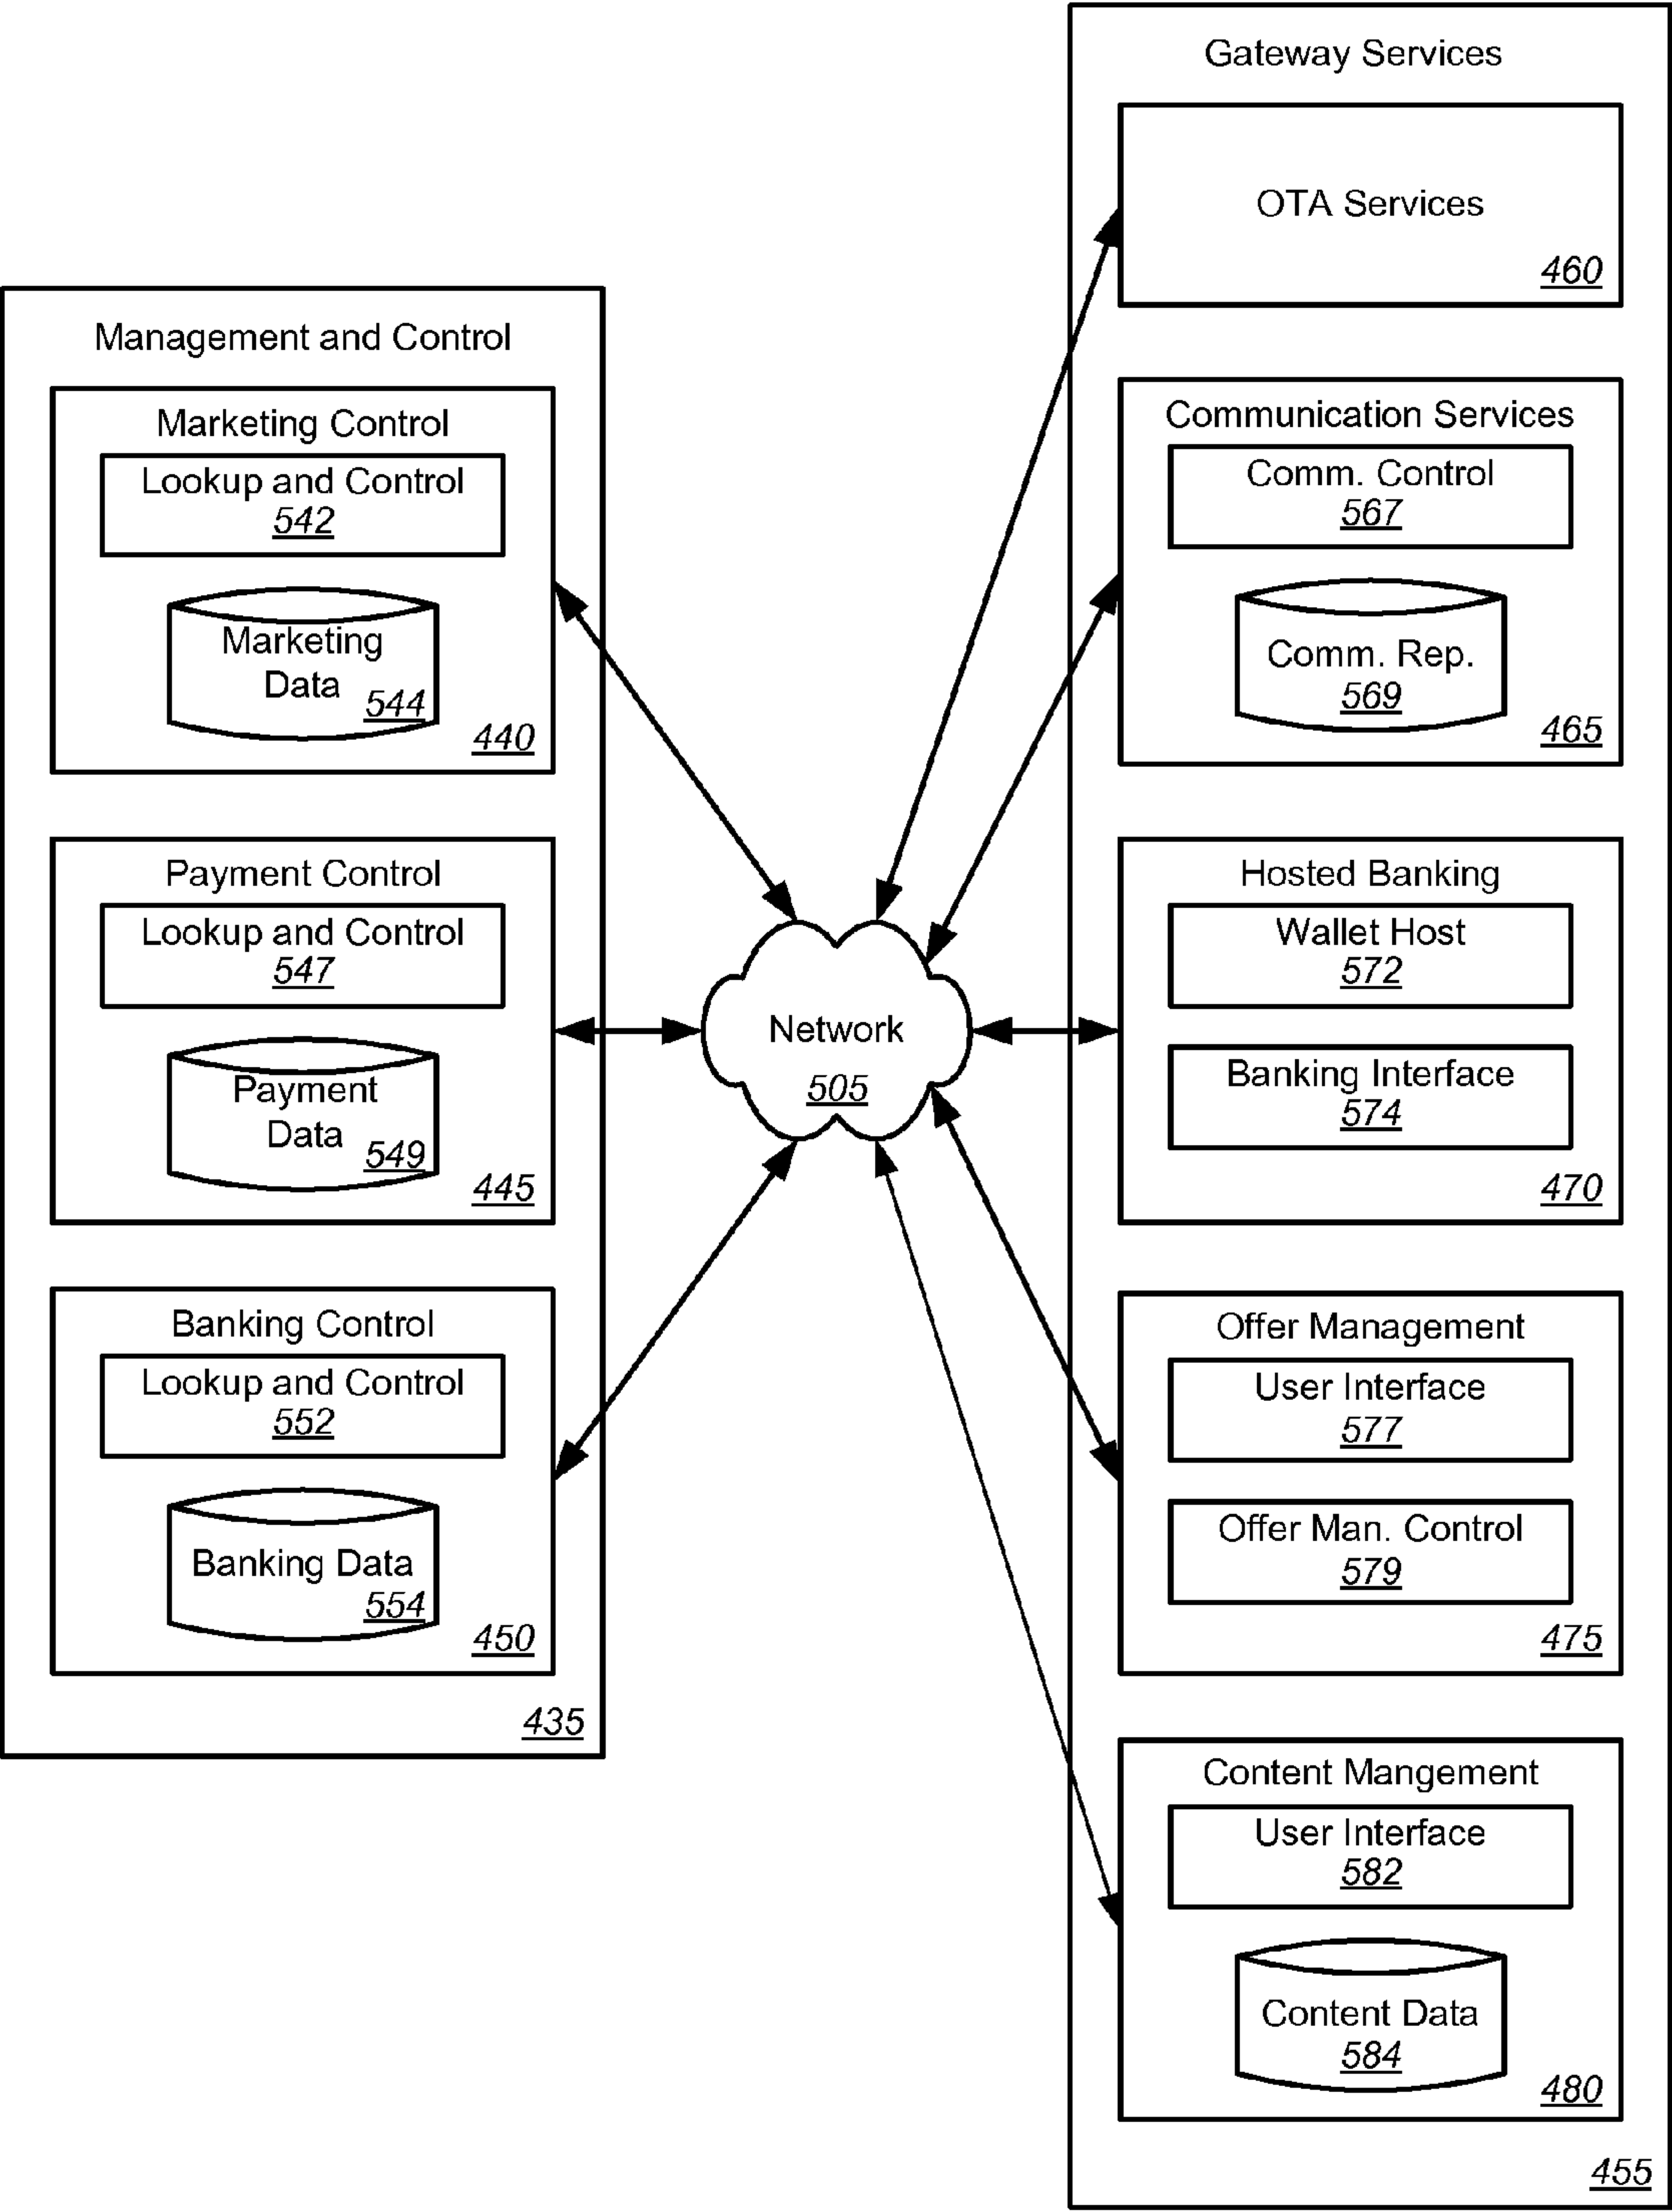 Management and Control
Marketing Control
Lookup and Control
542
Marketing
Data
544
440
Payment Control
Lookup and Control
547
Payment
Data
549
445
Banking Control
Lookup and Control
552
Banking Data
554
450
435
Network
505
Gateway Services
OTA Services
460
Communication Services
Comm. Control
567
Comm. Rep.
569
465
Hosted Banking
Wallet Host
572
Banking Interface
574
470
Offer Management
User Interface
577
Offer Man. Control
579
475
Content Mangement
User Interface
582
Content Data
584
480
455